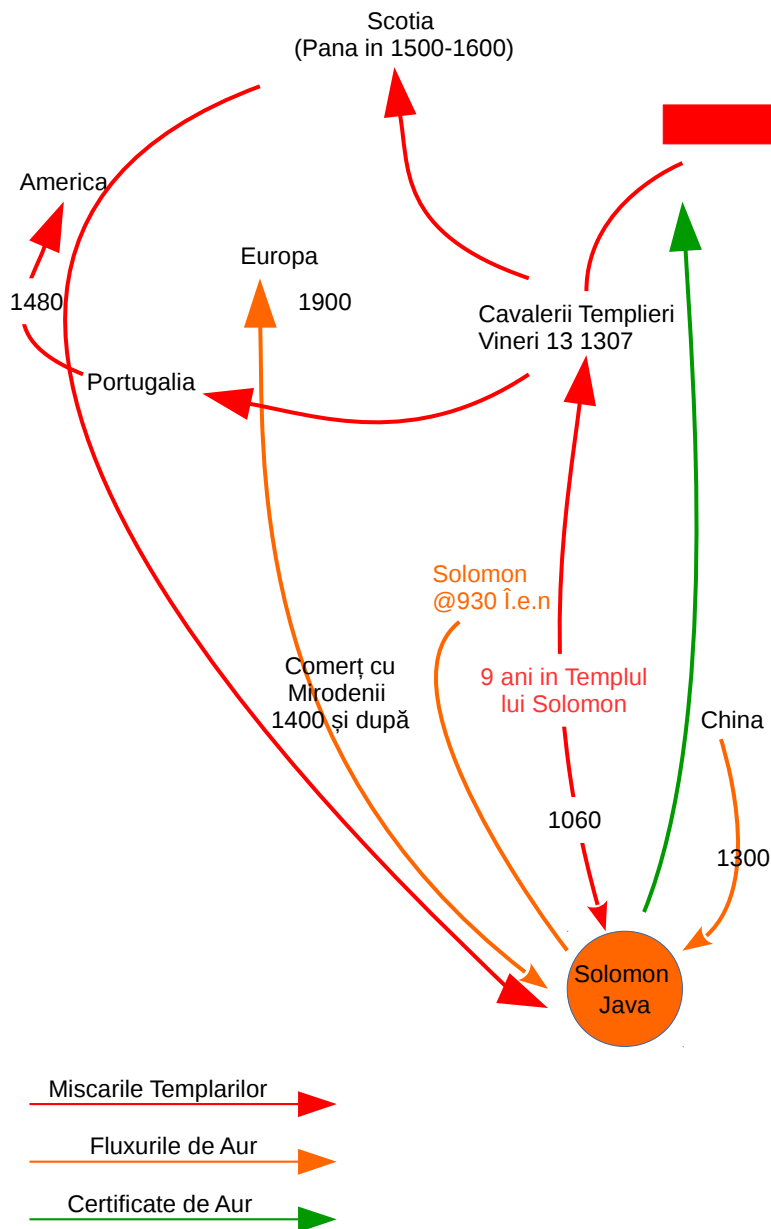 Scotia
(Pana in 1500-1600)
America
Europa
1480
1900
Cavalerii Templieri
Vineri 13 1307
Portugalia
Solomon
@930 Î.e.n
Comerț cu
Mirodenii
1400 și după
9 ani in Templul
lui Solomon
China
1060
1300
Solomon
Java
Miscarile Templarilor
Fluxurile de Aur
Certificate de Aur